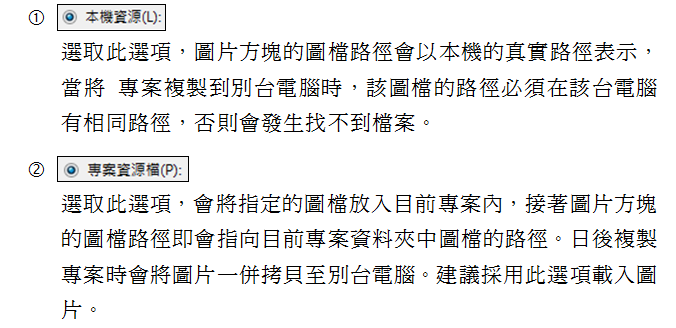 ① 本機資源(L):
選取此選項，圖片方塊的圖檔路徑會以本機的真實路徑表示，
當將 專案複製到別台電腦時，該圖檔的路徑必須在該台電腦
有相同路徑，否則會發生找不到檔案。
② 專案資源檔(P):
選取此選項，會將指定的圖檔放入目前專案內，接著圖片方塊
的圖檔路徑即會指向目前專案資料夾中圖檔的路徑。日後複製
專案時會將圖片一併拷貝至別台電腦。建議採用此選項載入圖
片。